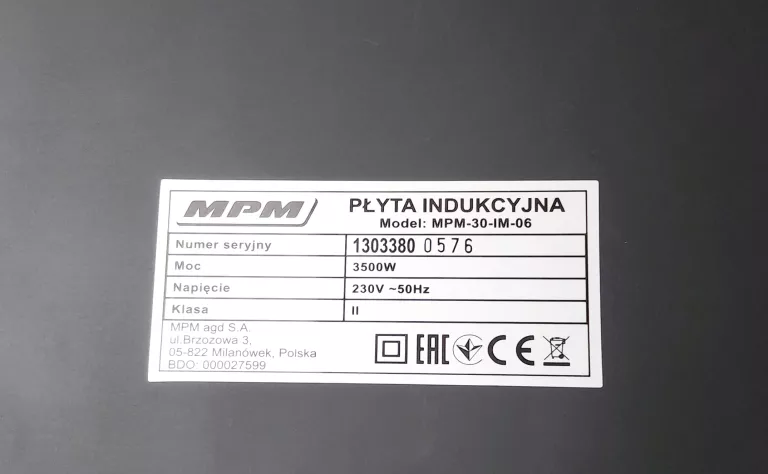 MPM
PŁYTA INDUKCYJNA
Model: MPM-30-IM-06
Numer seryjny 1303380 0576
Moc 3500W
Napięcie 230V ~50Hz
Klasa II
MPM agd S.A.
ul.Brzozowa 3,
05-822 Milanówek, Polska
BDO: 000027599
EAC CE